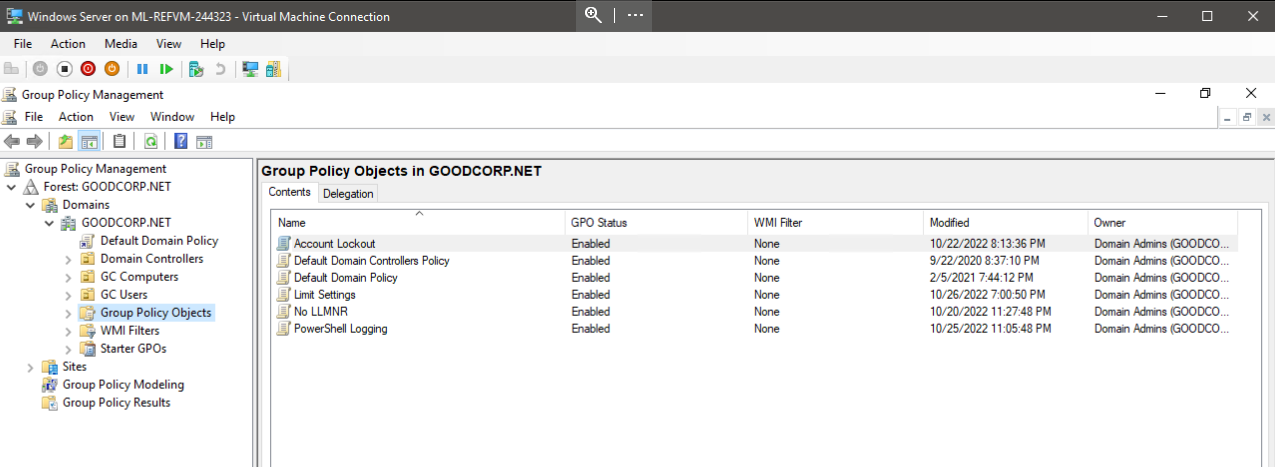 Windows Server on ML-REFVM-244323 - Virtual Machine Connection
File Action Media View Help
Group Policy Management
File Action View Window Help
Group Policy Management
Forest: GOODCORP.NET
Domains
GOODCORP.NET
Default Domain Policy
Domain Controllers
GC Computers
GC Users
Group Policy Objects
WMI Filters
Starter GPOs
Sites
Group Policy Modeling
Group Policy Results
Group Policy Objects in GOODCORP.NET
Contents Delegation
Name GPO Status WMI Filter Modified Owner
Account Lockout Enabled None 10/22/2022 8:13:36 PM Domain Admins (GOODCO...
Default Domain Controllers Policy Enabled None 9/22/2020 8:37:10 PM Domain Admins (GOODCO...
Default Domain Policy Enabled None 2/5/2021 7:44:12 PM Domain Admins (GOODCO...
Limit Settings Enabled None 10/26/2022 7:00:50 PM Domain Admins (GOODCO...
No LLMNR Enabled None 10/20/2022 11:27:48 PM Domain Admins (GOODCO...
PowerShell Logging Enabled None 10/25/2022 11:05:48 PM Domain Admins (GOODCO...